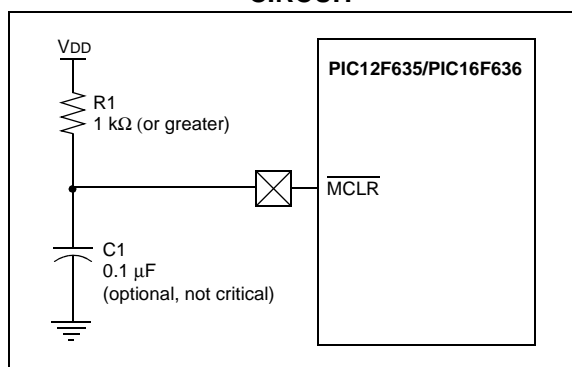 CIRCUIT
VDD
PIC12F635/PIC16F636
R1
1 kΩ (or greater)
MCLR
C1
0.1 μF
(optional, not critical)